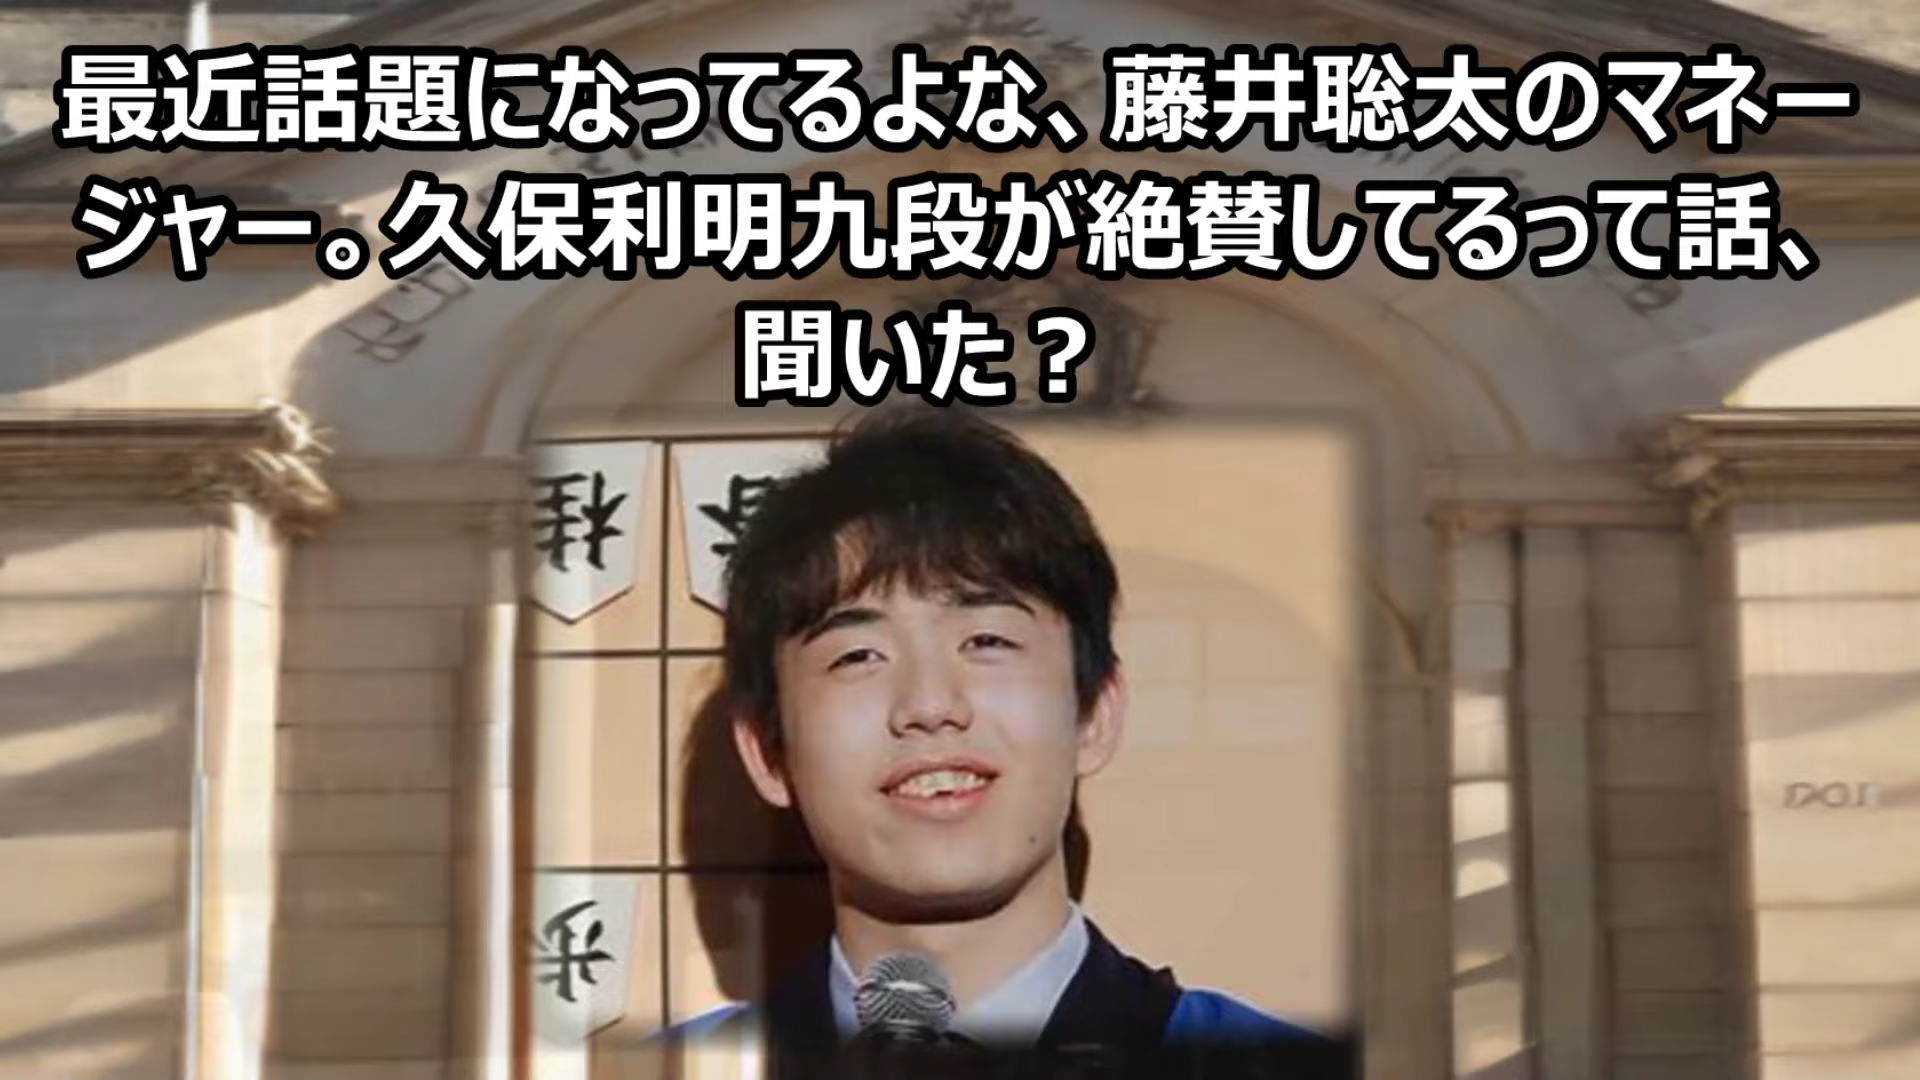 最近話題になってるよな、藤井聡太のマネー
ジャー。久保利明九段が絶賛してるって話、
聞いた？
桂
歩